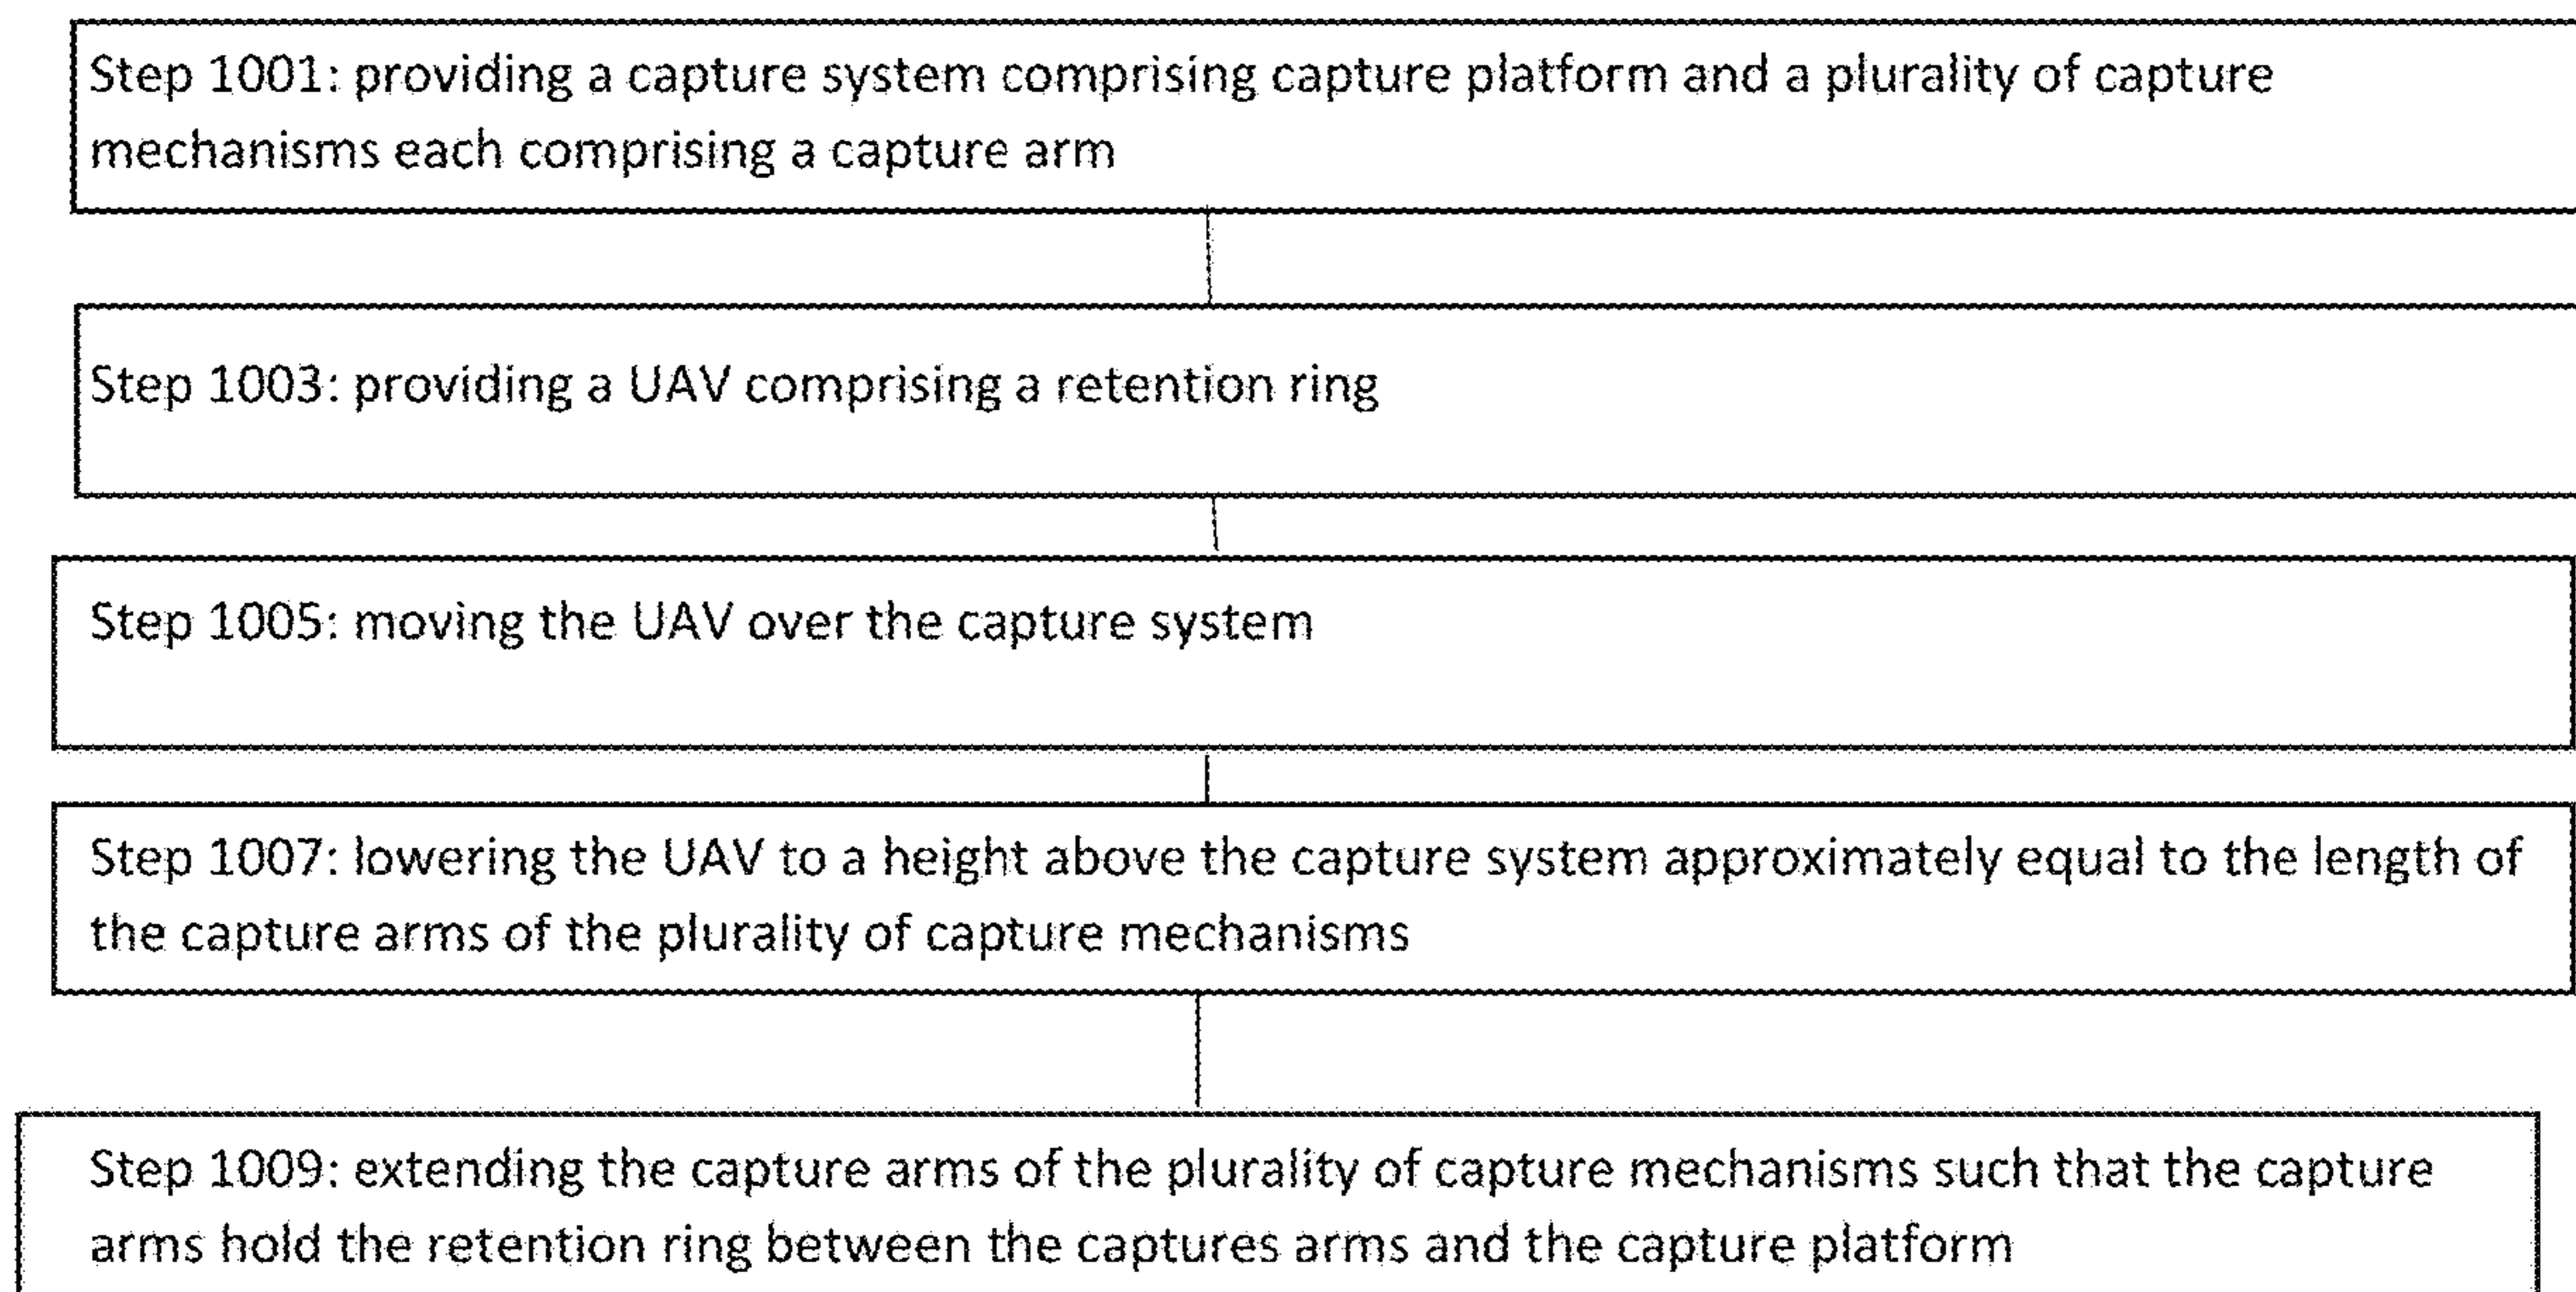 Step 1001: providing a capture system comprising capture platform and a plurality of capture
mechanisms each comprising a capture arm
Step 1003: providing a UAV comprising a retention ring
Step 1005: moving the UAV over the capture system
Step 1007: lowering the UAV to a height above the capture system approximately equal to the length of
the capture arms of the plurality of capture mechanisms
Step 1009: extending the capture arms of the plurality of capture mechanisms such that the capture
arms hold the retention ring between the captures arms and the capture platform